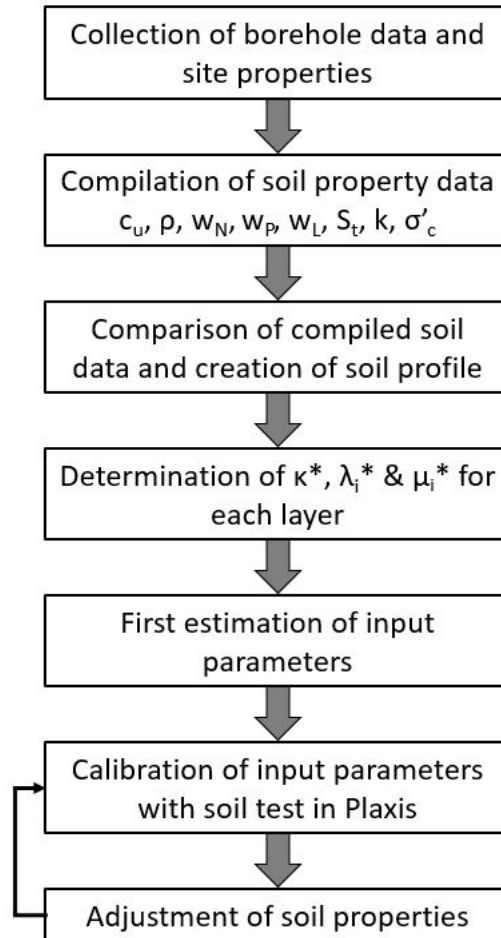 Collection of borehole data and
site properties
Compilation of soil property data
cᵤ, ρ, w_N, w_P, w_L, S_t, k, σ'_c
Comparison of compiled soil
data and creation of soil profile
Determination of κ*, λᵢ* & μᵢ* for
each layer
First estimation of input
parameters
Calibration of input parameters
with soil test in Plaxis
Adjustment of soil properties